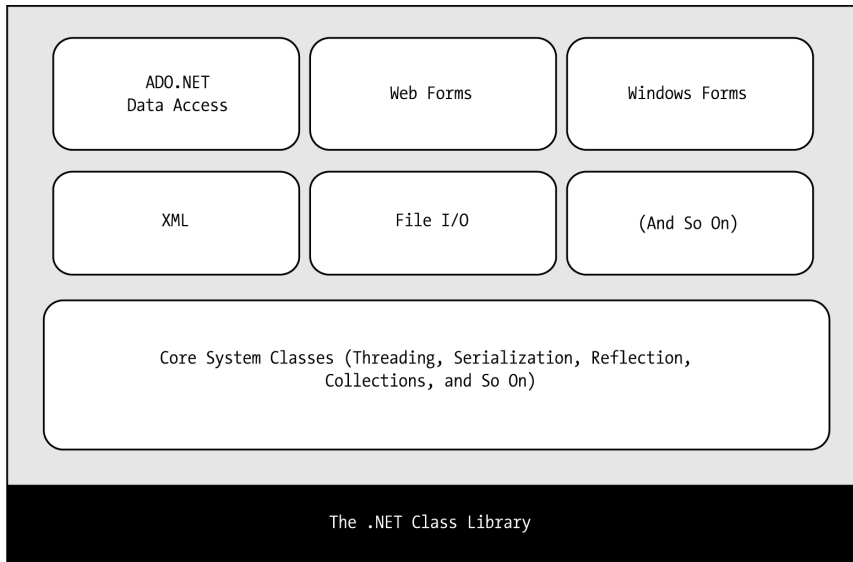 ADO.NET
Data Access
Web Forms
Windows Forms
XML
File I/O
(And So On)
Core System Classes (Threading, Serialization, Reflection,
Collections, and So On)
The .NET Class Library